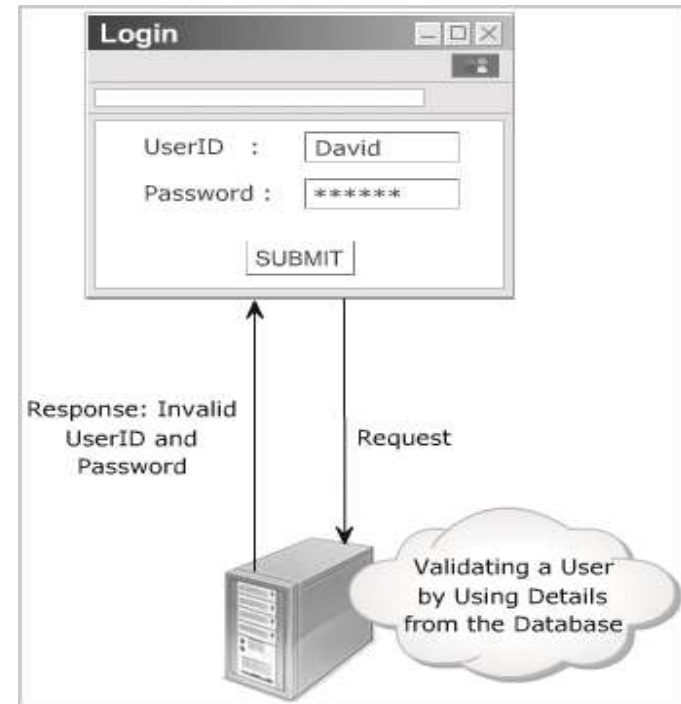 Login
UserID :
David
Password :
******
SUBMIT
Response: Invalid
UserID and
Password
Request
Validating a User
by Using Details
from the Database